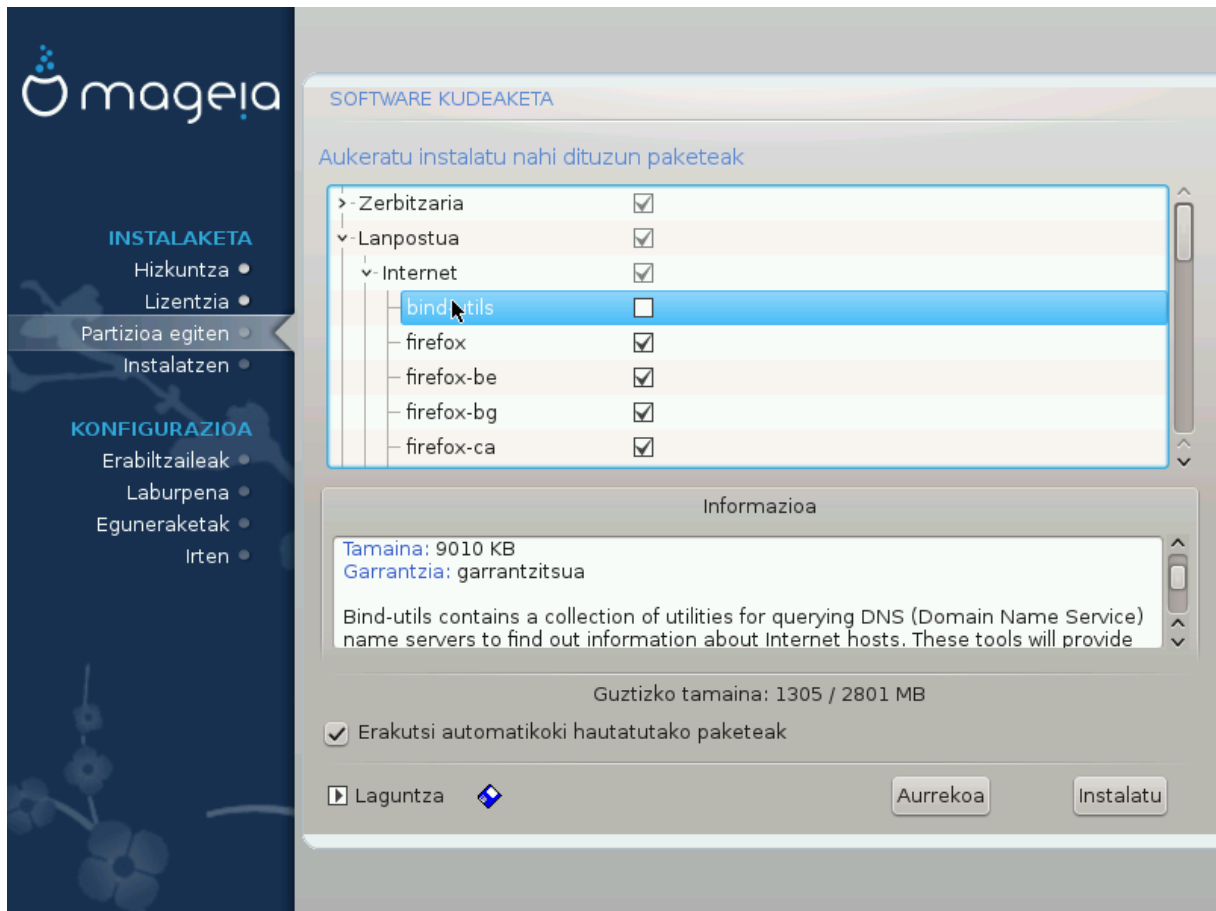 mageia
INSTALAKETA
Hizkuntza
Lizentzia
Partizioa egiten
Instalatzen
KONFIGURAZIOA
Erabiltzaileak
Laburpena
Eguneraketak
Irten
SOFTWARE KUDEAKETA
Aukeratu instalatu nahi dituzun paketeak
Zerbitzaria
Lanpostua
Internet
bind-utils
firefox
firefox-be
firefox-bg
firefox-ca
Informazioa
Tamaina: 9010 KB
Garrantzia: garrantzitsua
Bind-utils contains a collection of utilities for querying DNS (Domain Name Service)
name servers to find out information about Internet hosts. These tools will provide
Guztizko tamaina: 1305 / 2801 MB
Erakutsi automatikoki hautatutako paketeak
Laguntza
Aurrekoa
Instalatu